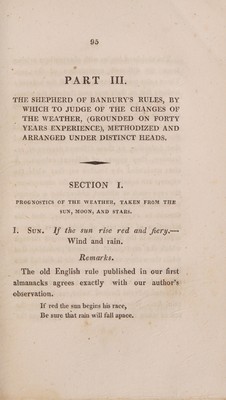 95
PART III.
THE SHEPHERD OF BANBURY'S RULES, BY
WHICH TO JUDGE OF THE CHANGES OF
THE WEATHER, (GROUNDED ON FORTY
YEARS EXPERIENCE), METHODIZED AND
ARRANGED UNDER DISTINCT HEADS.
SECTION I.
PROGNOSTICS OF THE WEATHER, TAKEN FROM THE
SUN, MOON, AND STARS.
I. SUN. If the sun rise red and fiery.—
Wind and rain.
Remarks.
The old English rule published in our first
almanacks agrees exactly with our author's
observation.
If red the sun begins his race,
Be sure that rain will fall apace.